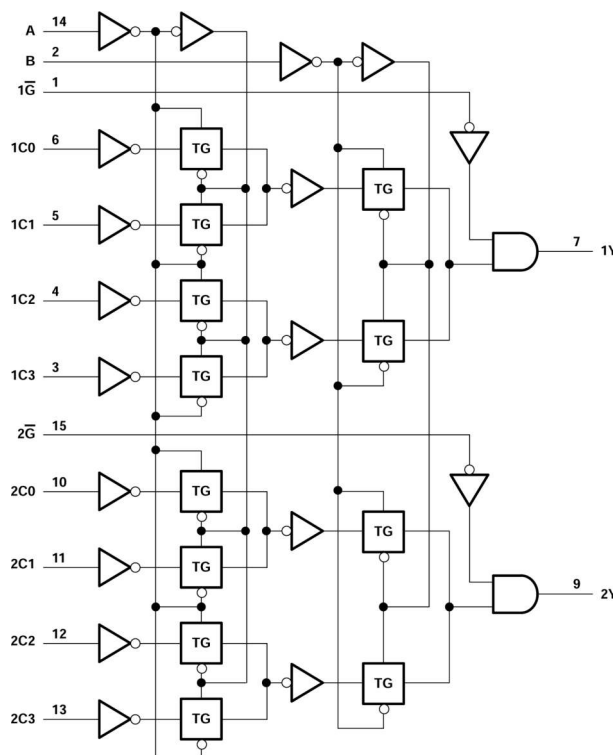 A 14
B 2
1G̅ 1
1C0 6 TG
TG
1C1 5 TG
7 1Y
1C2 4 TG
TG
1C3 3 TG
2G̅ 15
2C0 10 TG
TG
2C1 11 TG
9 2Y
2C2 12 TG
TG
2C3 13 TG